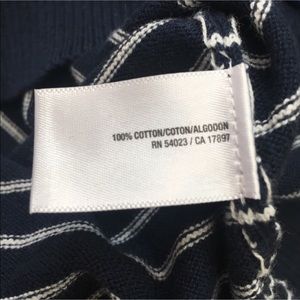 100% COTTON/COTON/ALGODON
RN 54023 / CA 17897